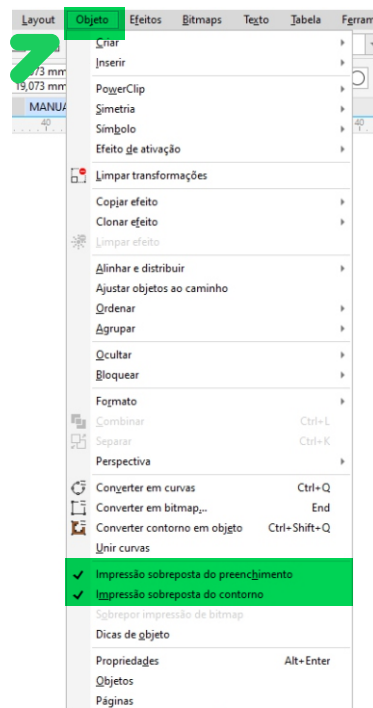 Layout Objeto Efeitos Bitmaps Texto Tabela Ferram
Criar
Inserir
,073 mm
19,073 mm
PowerClip
MANUA
Simetria
40 40
Símbolo
Efeito de ativação
Limpar transformações
Copiar efeito
Clonar efeito
Limpar efeito
Alinhar e distribuir
Ajustar objetos ao caminho
Ordenar
Agrupar
Ocultar
Bloquear
Formato
Combinar Ctrl+L
Separar Ctrl+K
Perspectiva
Converter em curvas Ctrl+Q
Converter em bitmap... End
Converter contorno em objeto Ctrl+Shift+Q
Unir curvas
Impressão sobreposta do preenchimento
Impressão sobreposta do contorno
Sobrepor impressão de bitmap
Dicas de objeto
Propriedades Alt+Enter
Objetos
Páginas